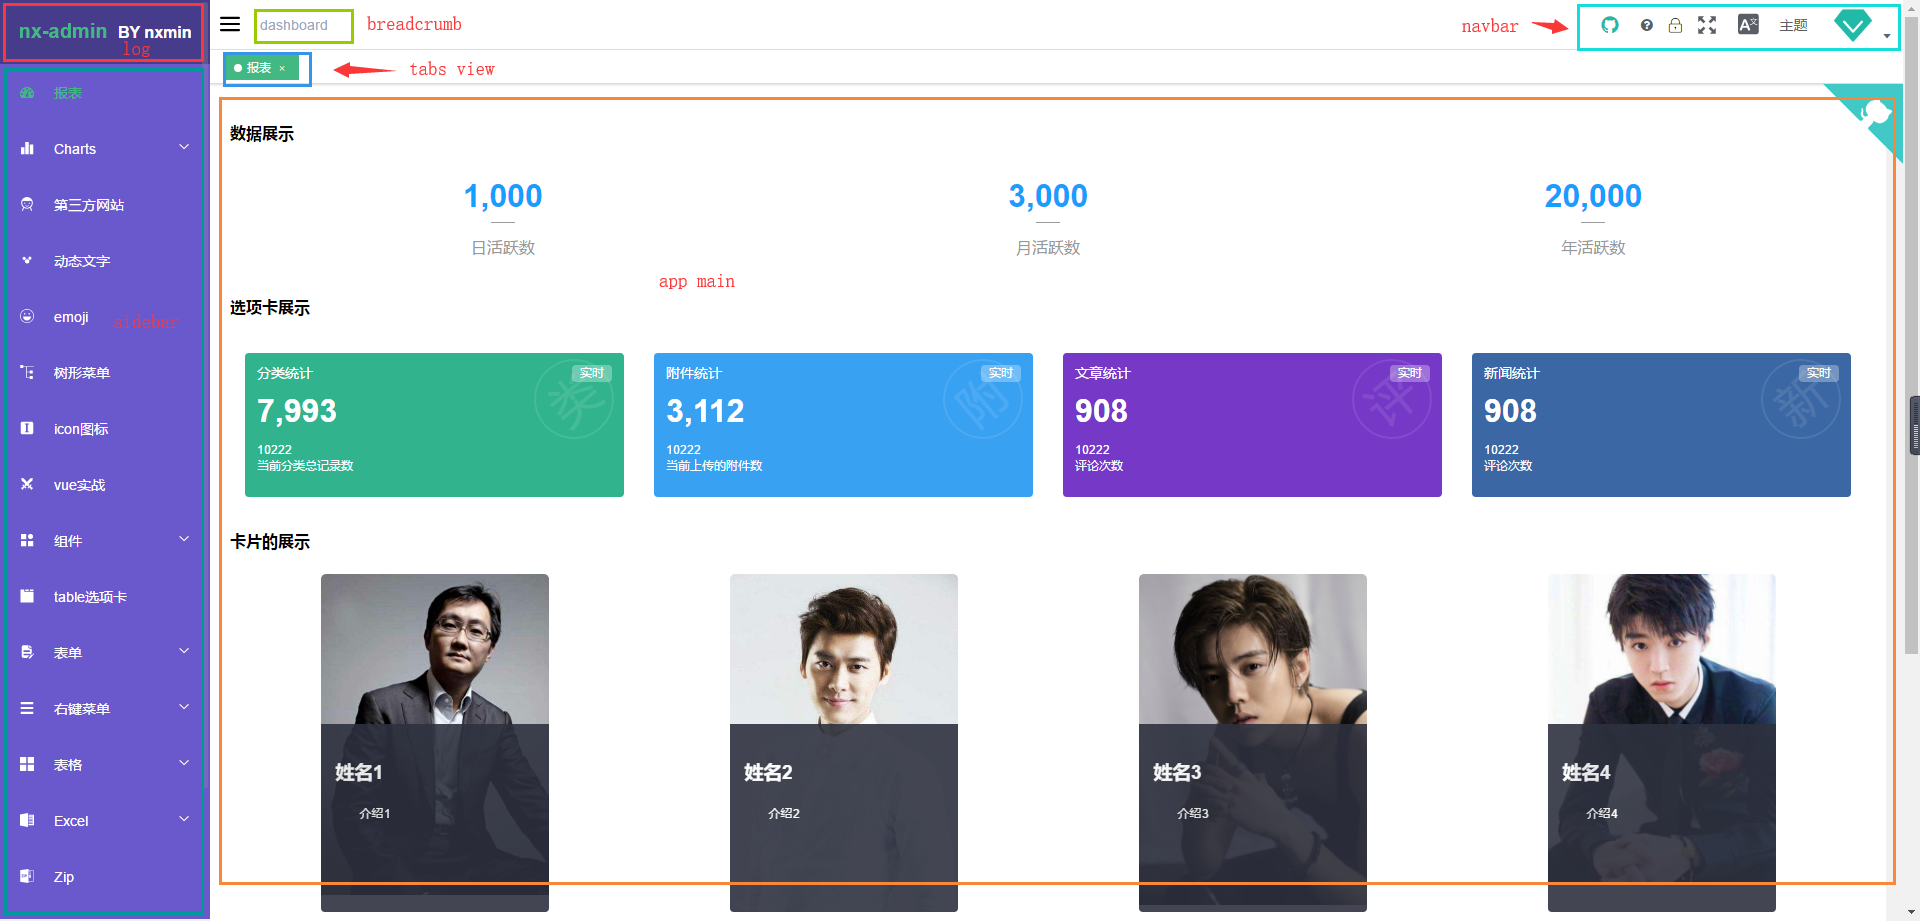 nx-admin BY nxmin
log
dashboard
breadcrumb
navbar
主题
报表 ×
tabs view
报表
Charts
第三方网站
动态文字
emoji
sidebar
树形菜单
icon图标
vue实战
组件
table选项卡
表单
右键菜单
表格
Excel
Zip
数据展示
1,000
日活跃数
3,000
月活跃数
20,000
年活跃数
app main
选项卡展示
分类统计
实时
类
7,993
10222
当前分类总记录数
附件统计
实时
附
3,112
10222
当前上传的附件数
文章统计
实时
评
908
10222
评论次数
新闻统计
实时
新
908
10222
评论次数
卡片的展示
姓名1
介绍1
姓名2
介绍2
姓名3
介绍3
姓名4
介绍4